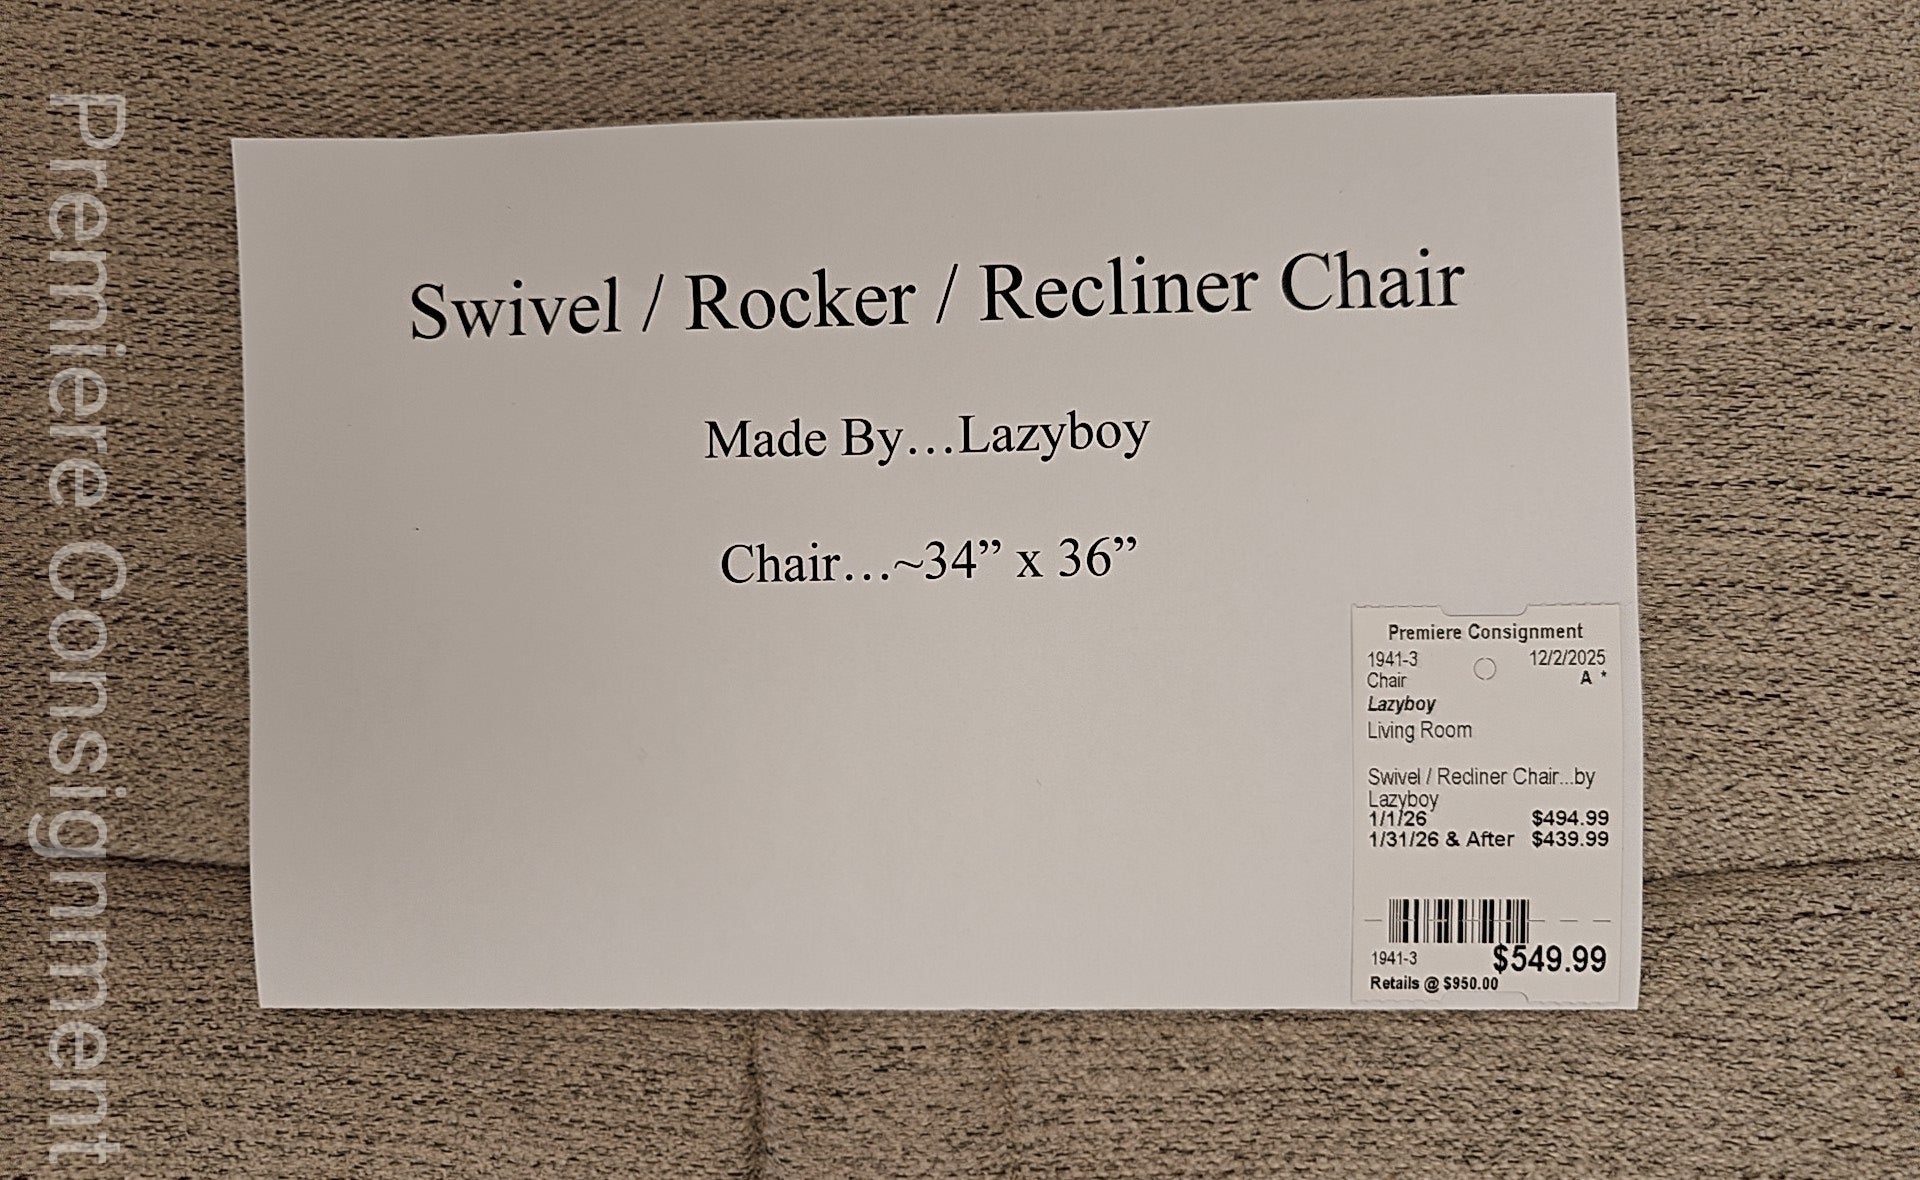 Premiere Consignment
Swivel / Rocker / Recliner Chair
Made By...Lazyboy
Chair...~34” x 36”
Premiere Consignment
1941-3 12/2/2025
Chair A *
Lazyboy
Living Room
Swivel / Recliner Chair...by
Lazyboy
1/1/26 $494.99
1/31/26 & After $439.99
1941-3 $549.99
Retails @ $950.00